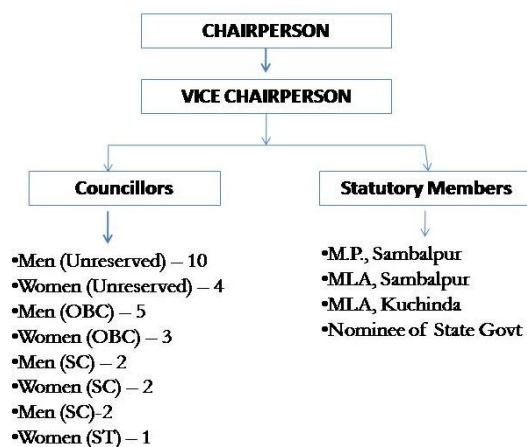 CHAIRPERSON
VICE CHAIRPERSON
Councillors
•Men (Unreserved) – 10
•Women (Unreserved) – 4
•Men (OBC) – 5
•Women (OBC) – 3
•Men (SC) – 2
•Women (SC) – 2
•Men (SC)-2
•Women (ST) – 1
Statutory Members
•M.P., Sambalpur
•MLA, Sambalpur
•MLA, Kuchinda
•Nominee of State Govt